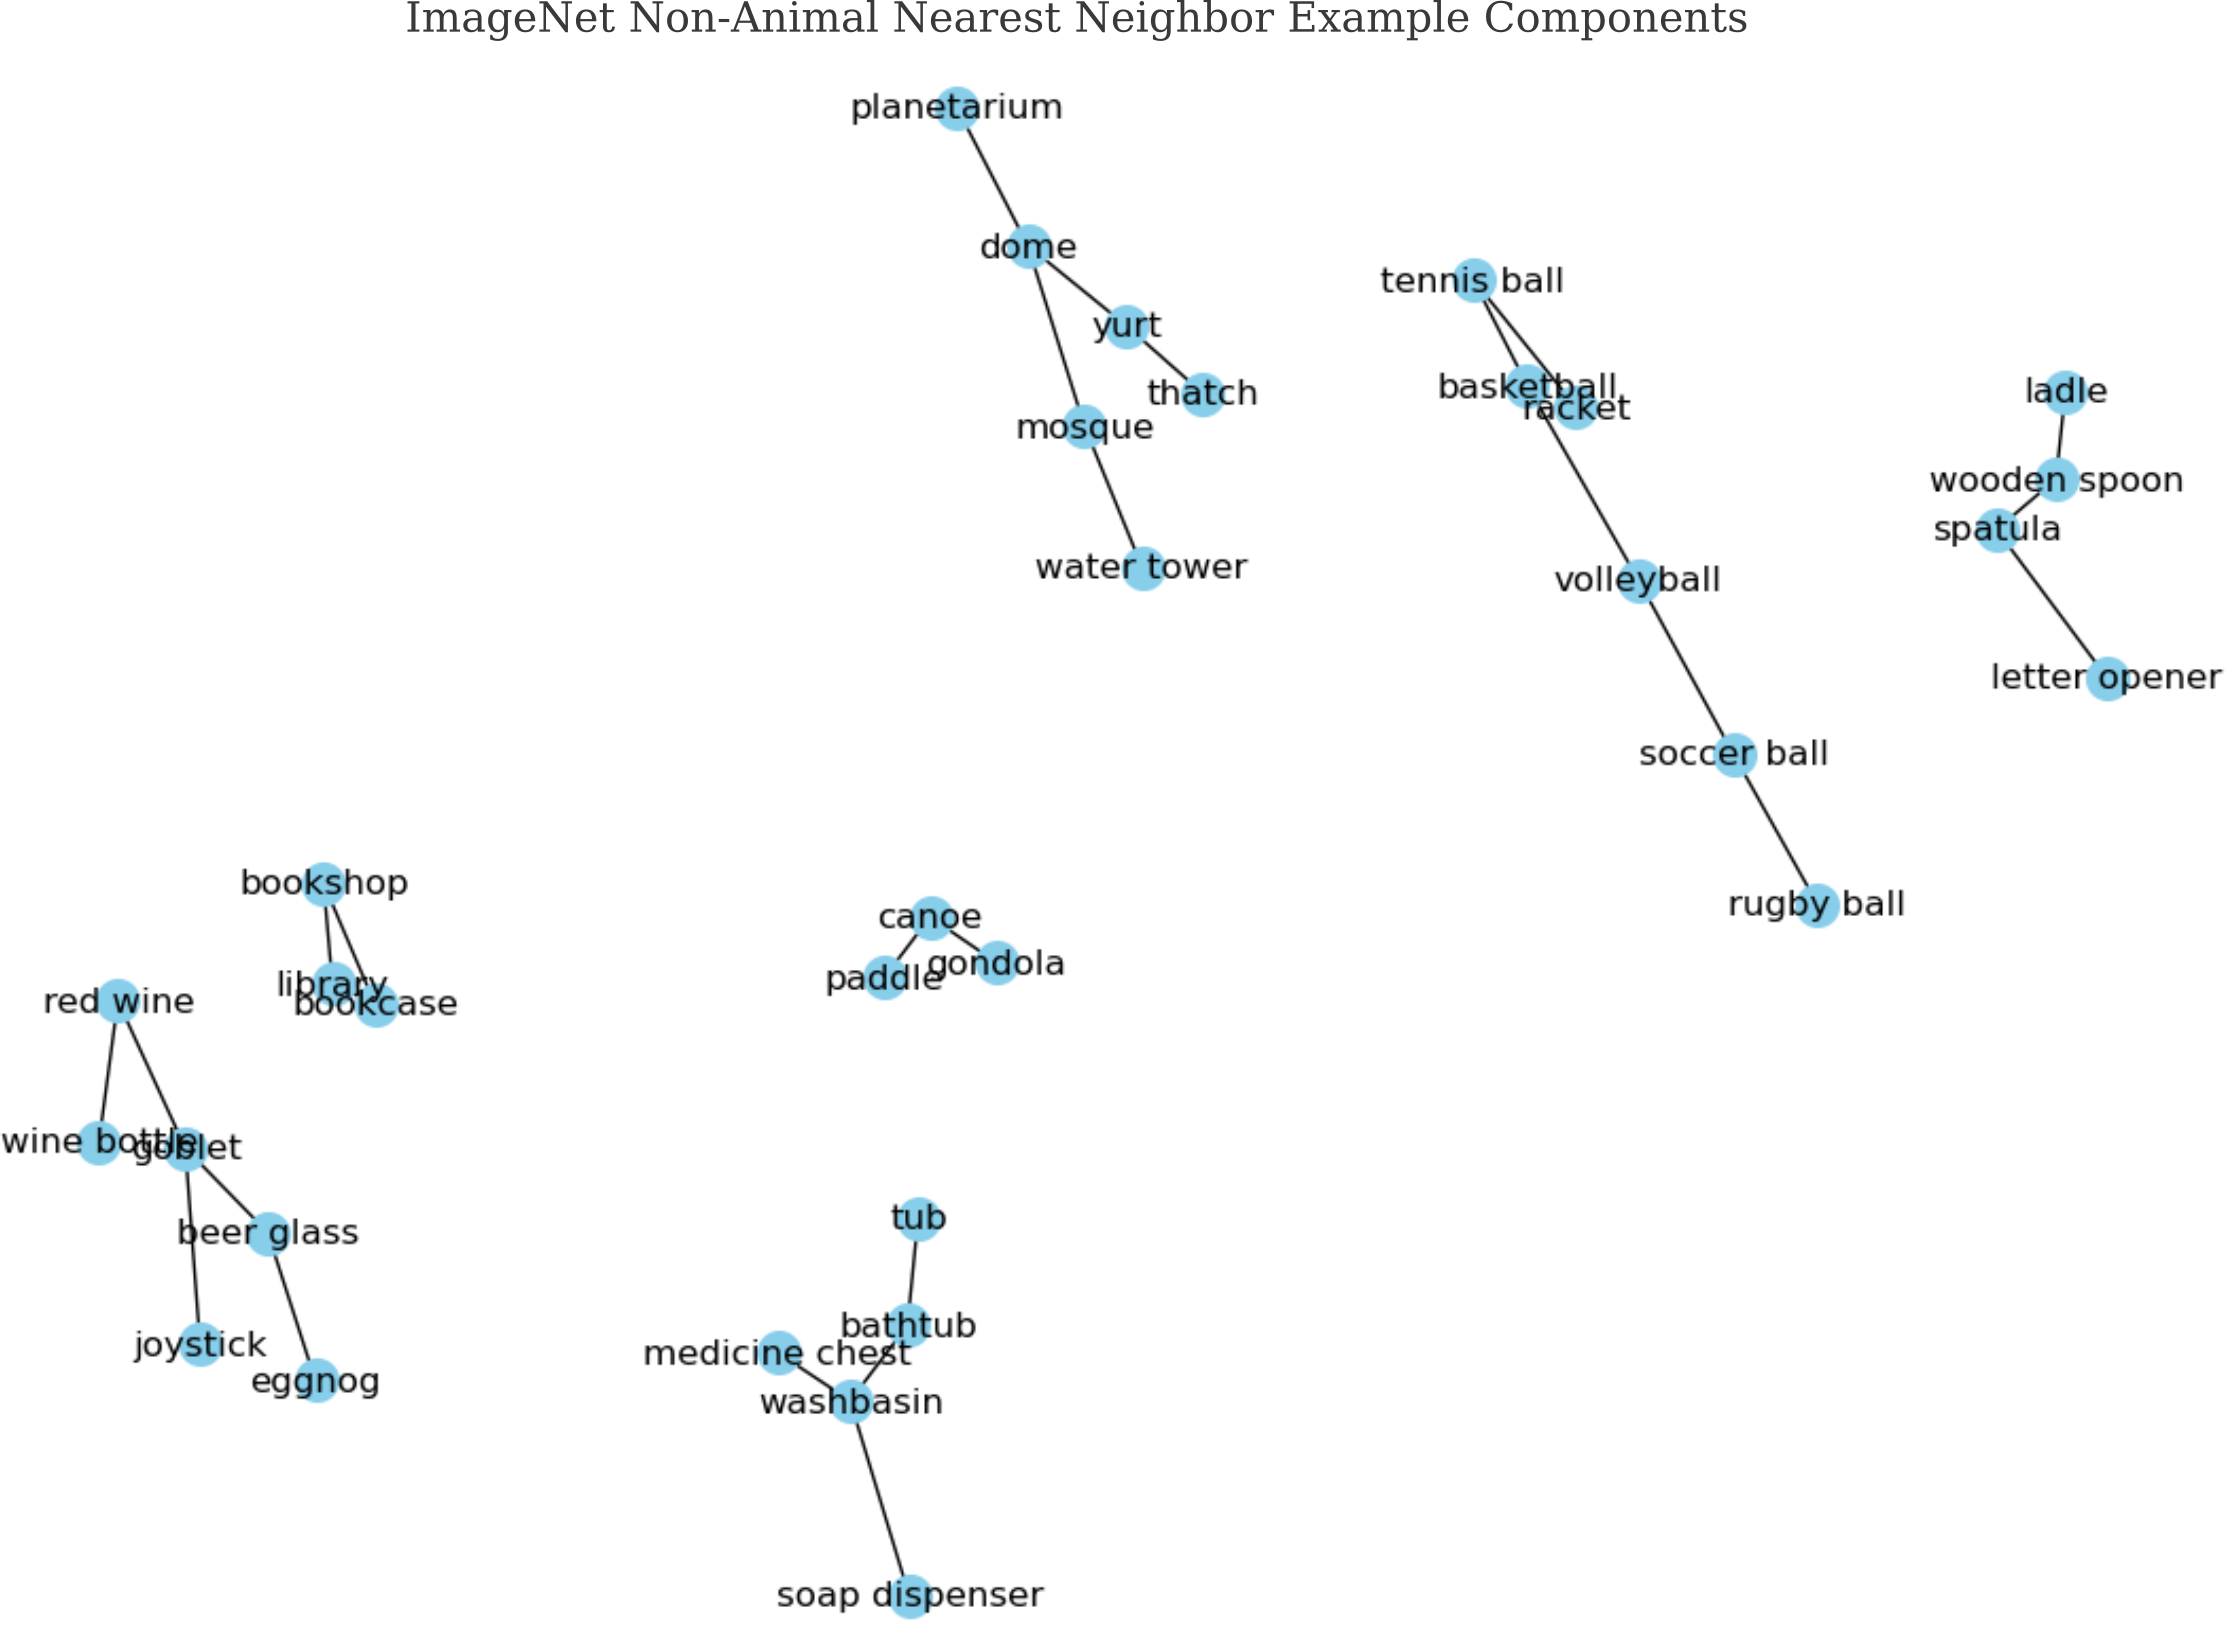 ImageNet Non-Animal Nearest Neighbor Example Components
planetarium
dome
yurt
thatch
mosque
water tower
tennis ball
basketball
racket
volleyball
soccer ball
rugby ball
ladle
wooden spoon
spatula
letter opener
bookshop
library
bookcase
red wine
wine bottle
goblet
beer glass
joystick
eggnog
canoe
gondola
paddle
tub
bathtub
medicine chest
washbasin
soap dispenser